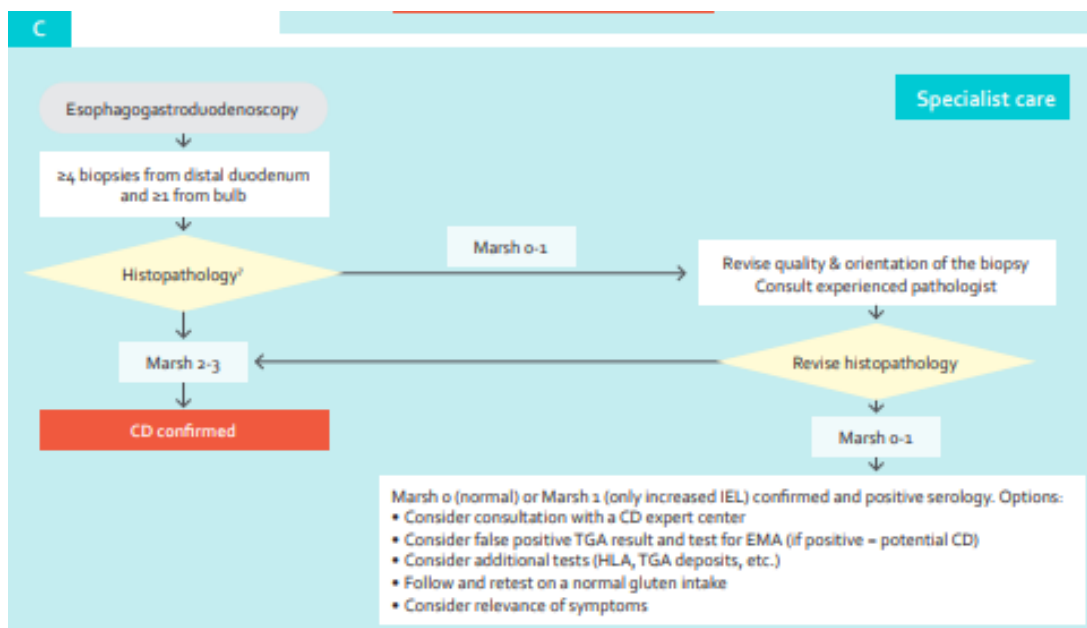 C
Specialist care
Esophagogastroduodenoscopy
≥4 biopsies from distal duodenum
and ≥1 from bulb
Histopathology⁷
Marsh 0-1
Revise quality & orientation of the biopsy
Consult experienced pathologist
Marsh 2-3
Revise histopathology
CD confirmed
Marsh 0-1
Marsh 0 (normal) or Marsh 1 (only increased IEL) confirmed and positive serology. Options:
• Consider consultation with a CD expert center
• Consider false positive TGA result and test for EMA (if positive = potential CD)
• Consider additional tests (HLA, TGA deposits, etc.)
• Follow and retest on a normal gluten intake
• Consider relevance of symptoms